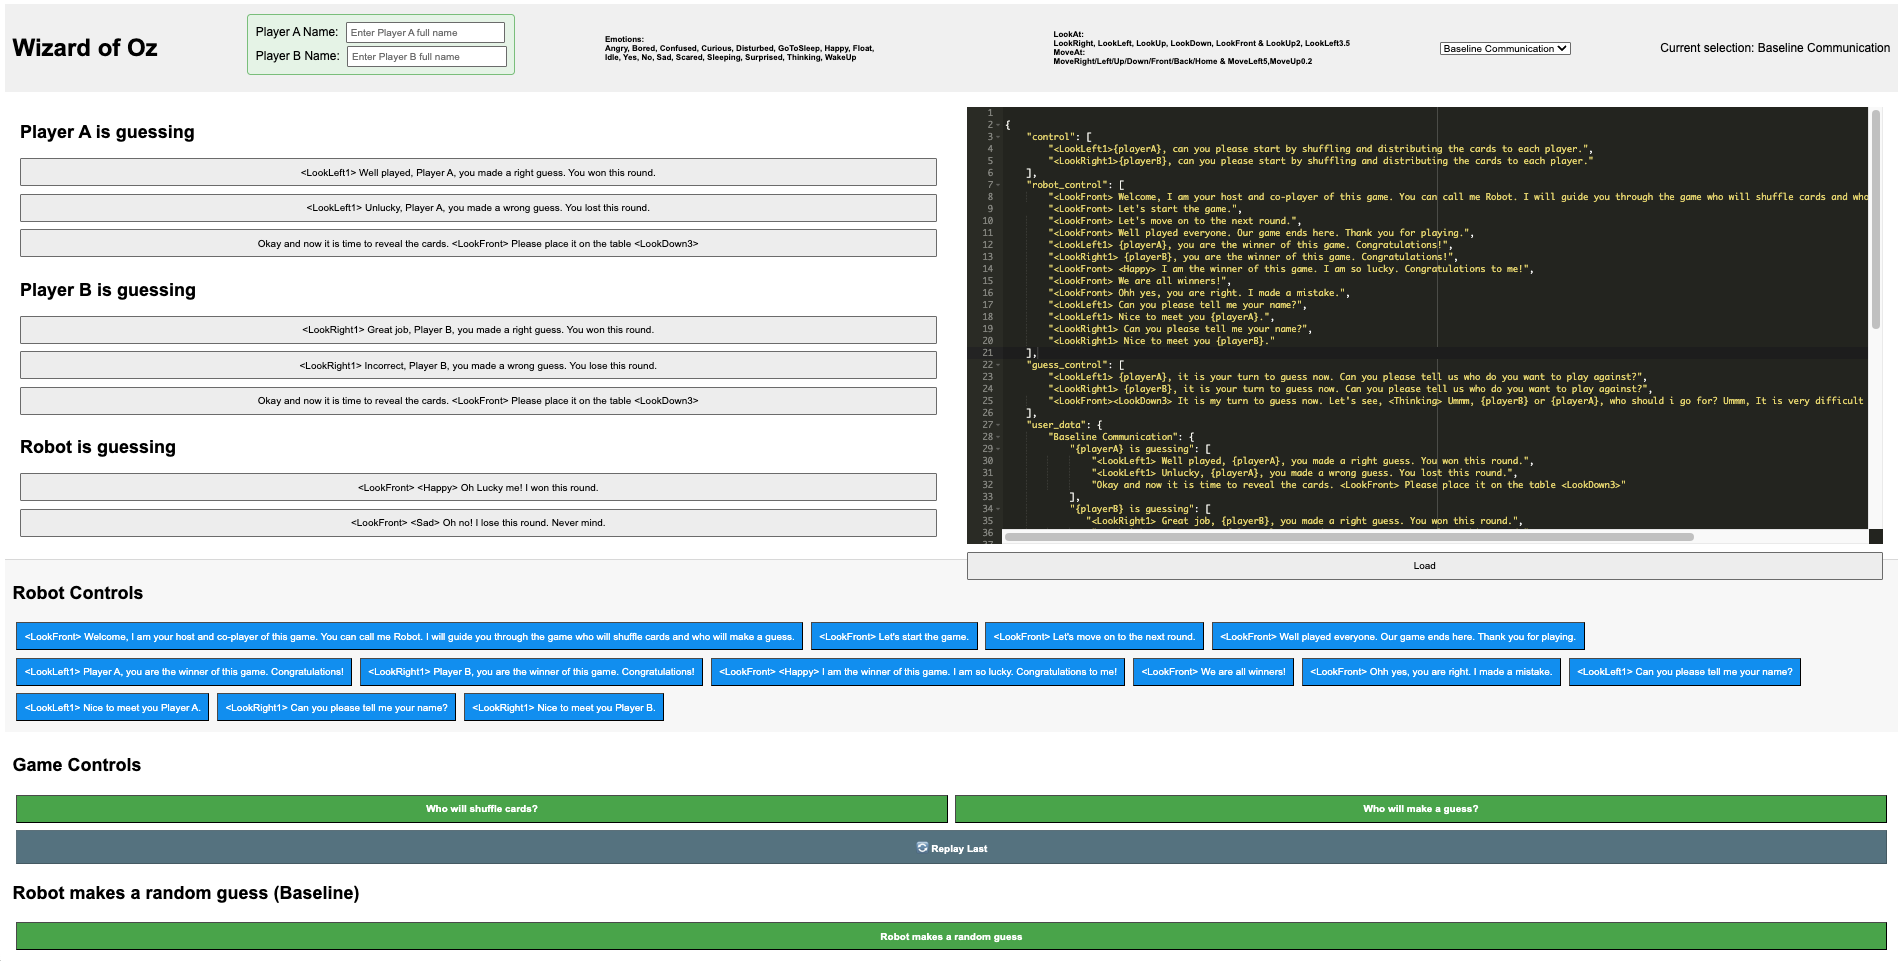 Wizard of Oz
Player A Name: Enter Player A full name
Player B Name: Enter Player B full name
Emotions:
Angry, Bored, Confused, Curious, Disturbed, GoToSleep, Happy, Float,
Idle, Yes, No, Sad, Scared, Sleeping, Surprised, Thinking, WakeUp
LookAt:
LookRight, LookLeft, LookUp, LookDown, LookFront & LookUp2, LookLeft3.5
MoveAt:
MoveRight/Left/Up/Down/Front/Back/Home & MoveLeft5,MoveUp0.2
Baseline Communication
Current selection: Baseline Communication
Player A is guessing
<LookLeft1> Well played, Player A, you made a right guess. You won this round.
<LookLeft1> Unlucky, Player A, you made a wrong guess. You lost this round.
Okay and now it is time to reveal the cards. <LookFront> Please place it on the table <LookDown3>
Player B is guessing
<LookRight1> Great job, Player B, you made a right guess. You won this round.
<LookRight1> Incorrect, Player B, you made a wrong guess. You lose this round.
Okay and now it is time to reveal the cards. <LookFront> Please place it on the table <LookDown3>
Robot is guessing
<LookFront> <Happy> Oh Lucky me! I won this round.
<LookFront> <Sad> Oh no! I lose this round. Never mind.
1
2 {
3 "control": [
4 "<LookLeft1>{playerA}, can you please start by shuffling and distributing the cards to each player.",
5 "<LookRight1>{playerB}, can you please start by shuffling and distributing the cards to each player."
6 ],
7 "robot_control": [
8 "<LookFront> Welcome, I am your host and co-player of this game. You can call me Robot. I will guide you through the game who will shuffle cards and who
9 "<LookFront> Let's start the game.",
10 "<LookFront> Let's move on to the next round.",
11 "<LookFront> Well played everyone. Our game ends here. Thank you for playing.",
12 "<LookLeft1> {playerA}, you are the winner of this game. Congratulations!",
13 "<LookRight1> {playerB}, you are the winner of this game. Congratulations!",
14 "<LookFront> <Happy> I am the winner of this game. I am so lucky. Congratulations to me!",
15 "<LookFront> We are all winners!",
16 "<LookFront> Ohh yes, you are right. I made a mistake.",
17 "<LookLeft1> Can you please tell me your name?",
18 "<LookLeft1> Nice to meet you {playerA}.",
19 "<LookRight1> Can you please tell me your name?",
20 "<LookRight1> Nice to meet you {playerB}."
21 ],
22 "guess_control": [
23 "<LookLeft1> {playerA}, it is your turn to guess now. Can you please tell us who do you want to play against?",
24 "<LookRight1> {playerB}, it is your turn to guess now. Can you please tell us who do you want to play against?",
25 "<LookFront><LookDown3> It is my turn to guess now. Let's see, <Thinking> Ummm, {playerB} or {playerA}, who should i go for? Ummm, It is very difficult
26 ],
27 "user_data": {
28 "Baseline Communication": {
29 "{playerA} is guessing": [
30 "<LookLeft1> Well played, {playerA}, you made a right guess. You won this round.",
31 "<LookLeft1> Unlucky, {playerA}, you made a wrong guess. You lost this round.",
32 "Okay and now it is time to reveal the cards. <LookFront> Please place it on the table <LookDown3>"
33 ],
34 "{playerB} is guessing": [
35 "<LookRight1> Great job, {playerB}, you made a right guess. You won this round.",
36
37
Load
Robot Controls
<LookFront> Welcome, I am your host and co-player of this game. You can call me Robot. I will guide you through the game who will shuffle cards and who will make a guess.
<LookFront> Let's start the game.
<LookFront> Let's move on to the next round.
<LookFront> Well played everyone. Our game ends here. Thank you for playing.
<LookLeft1> Player A, you are the winner of this game. Congratulations!
<LookRight1> Player B, you are the winner of this game. Congratulations!
<LookFront> <Happy> I am the winner of this game. I am so lucky. Congratulations to me!
<LookFront> We are all winners!
<LookFront> Ohh yes, you are right. I made a mistake.
<LookLeft1> Can you please tell me your name?
<LookLeft1> Nice to meet you Player A.
<LookRight1> Can you please tell me your name?
<LookRight1> Nice to meet you Player B.
Game Controls
Who will shuffle cards?
Who will make a guess?
Replay Last
Robot makes a random guess (Baseline)
Robot makes a random guess